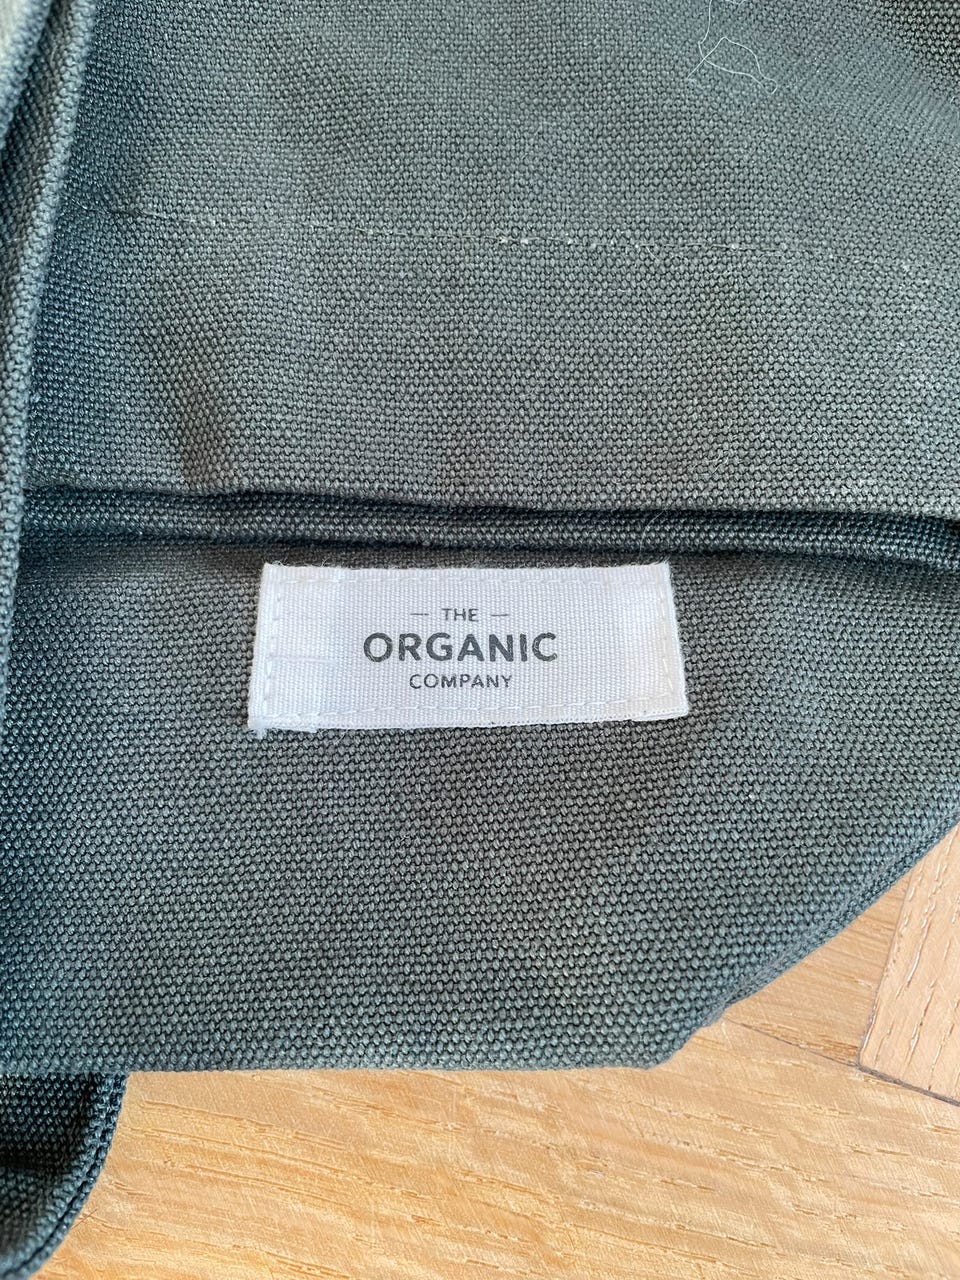 — THE —
ORGANIC
COMPANY